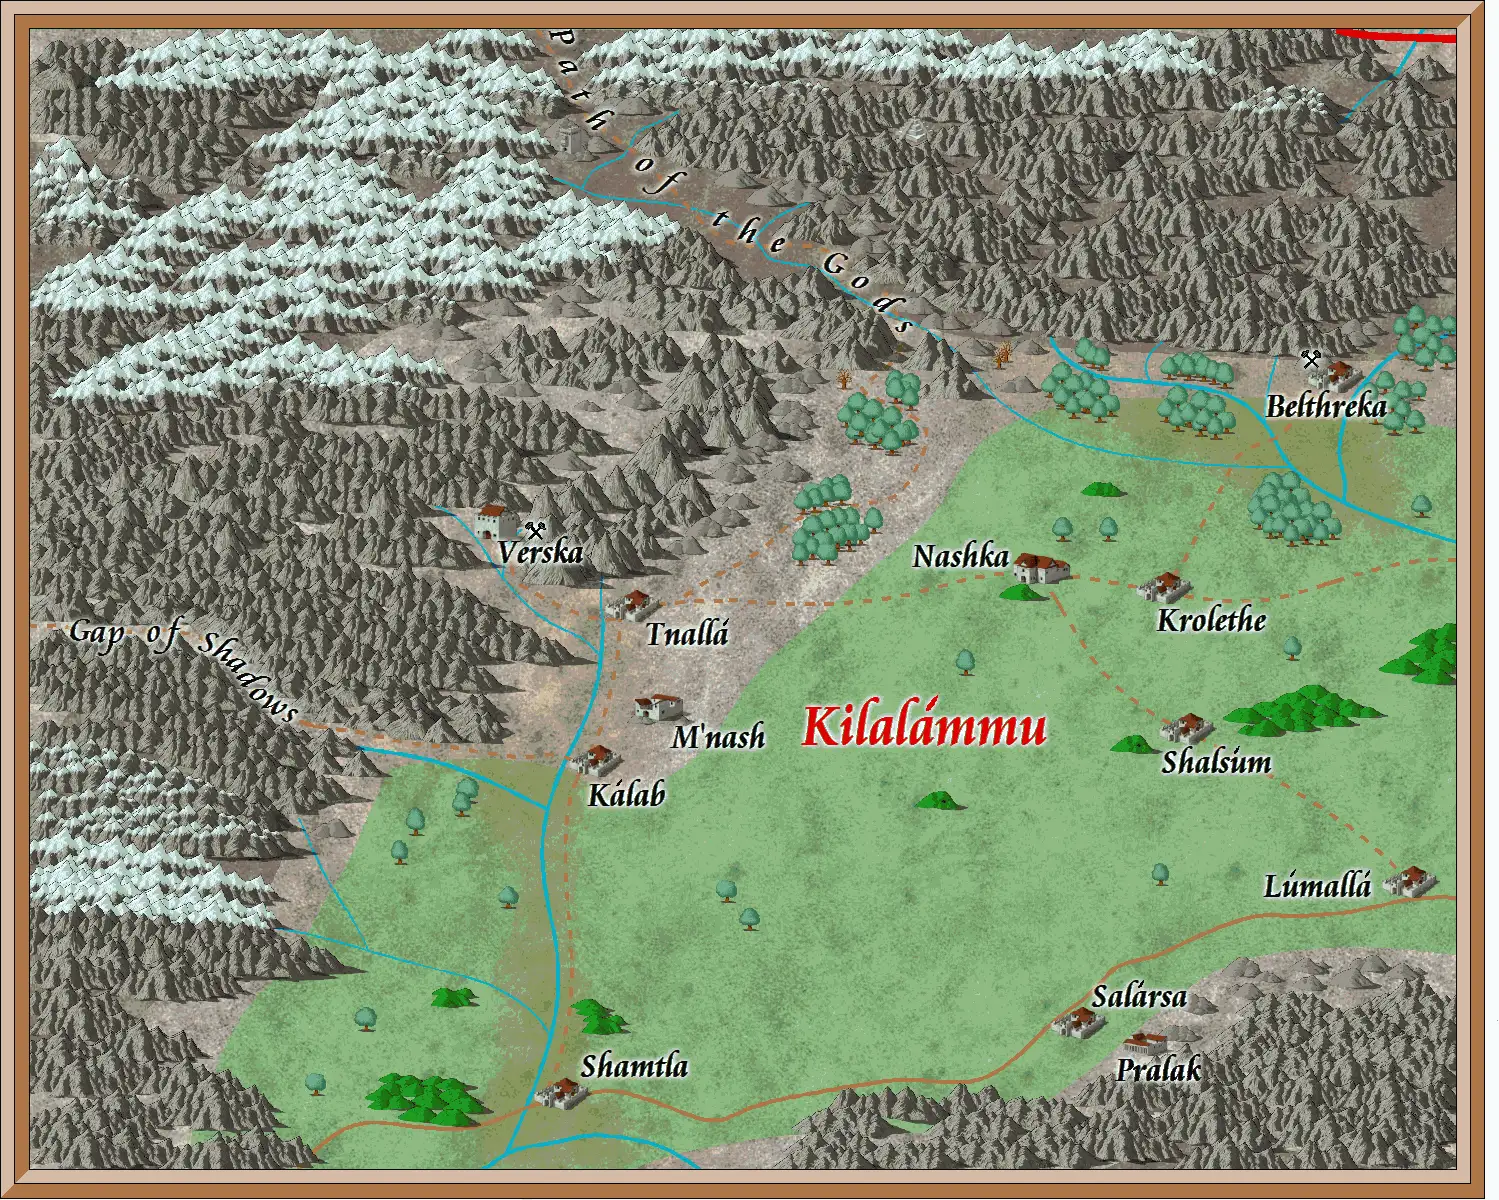 Path of the Gods
Belthreka
Verska
Nashka
Krolethe
Tnallá
Gap of Shadows
M'nash
Kilalámmu
Shalsúm
Kálab
Lúmallá
Salársa
Pralak
Shamtla